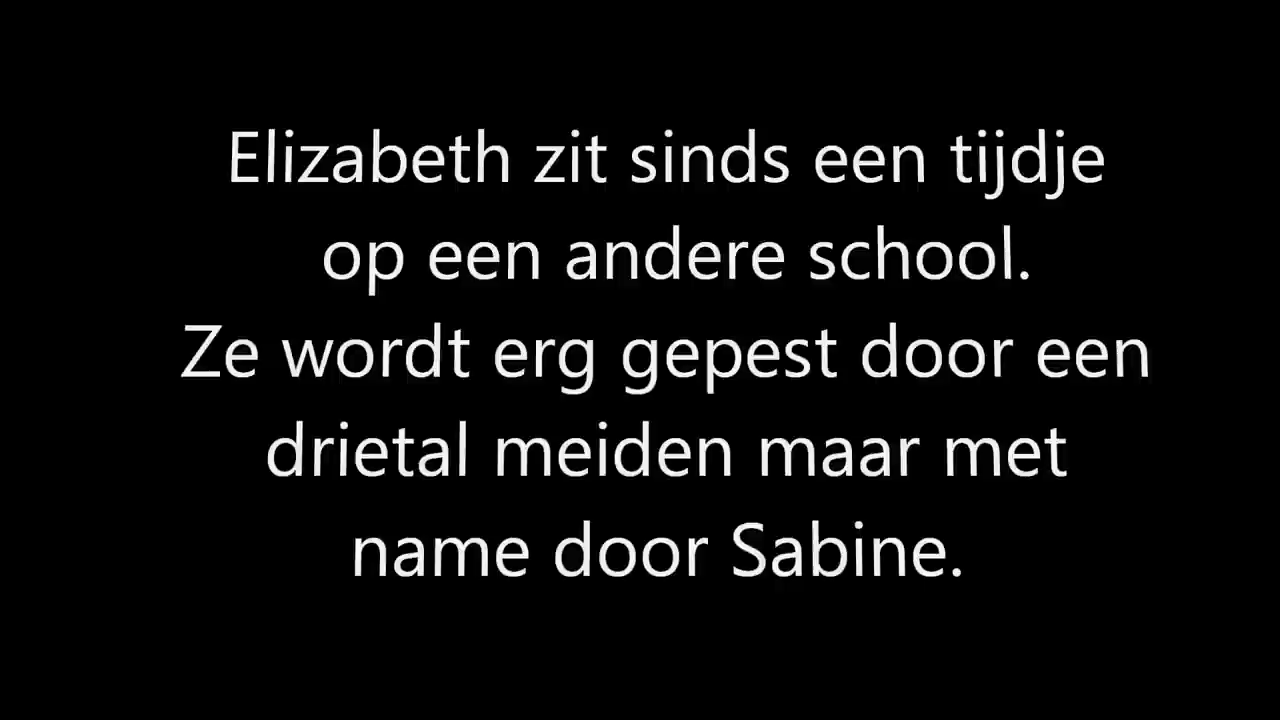 Elizabeth zit sinds een tijdje
op een andere school.
Ze wordt erg gepest door een
drietal meiden maar met
name door Sabine.